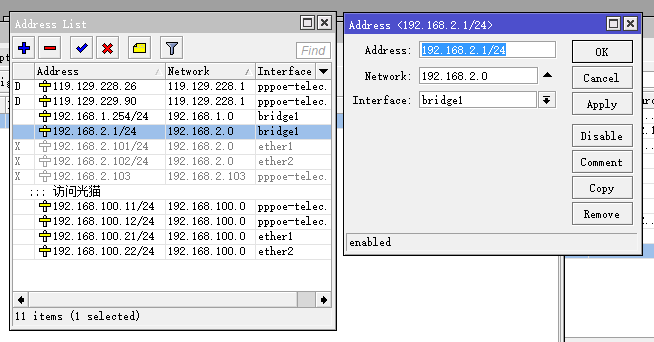 Address List
Find
Address Network Interface
D 119.129.228.26 119.129.228.1 pppoe-telec.
D 119.129.229.90 119.129.228.1 pppoe-telec.
192.168.1.254/24 192.168.1.0 bridge1
192.168.2.1/24 192.168.2.0 bridge1
X 192.168.2.101/24 192.168.2.0 ether1
X 192.168.2.102/24 192.168.2.0 ether2
X 192.168.2.103 192.168.2.103 pppoe-telec.
;;; 访问光猫
192.168.100.11/24 192.168.100.0 pppoe-telec.
192.168.100.12/24 192.168.100.0 pppoe-telec.
192.168.100.21/24 192.168.100.0 ether1
192.168.100.22/24 192.168.100.0 ether2
11 items (1 selected)
Address <192.168.2.1/24>
Address: 192.168.2.1/24
Network: 192.168.2.0
Interface: bridge1
OK
Cancel
Apply
Disable
Comment
Copy
Remove
enabled